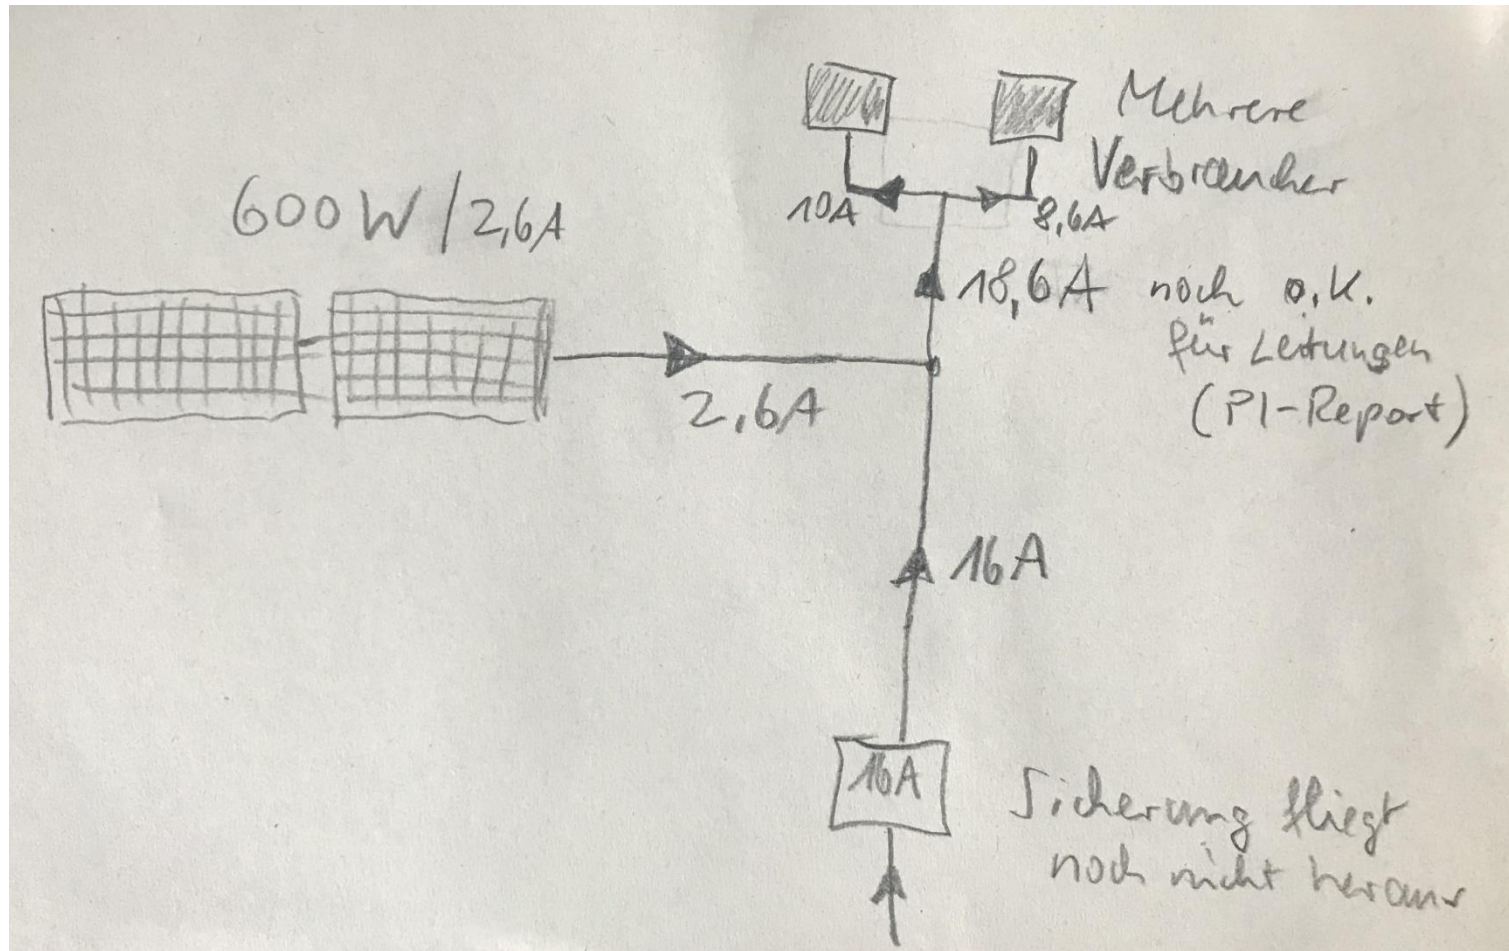 Mehrere
Verbraucher
600W/2,6A
10A
8,6A
18,6A noch o.k.
für Leitungen
(PI-Report)
2,6A
16A
16A
Sicherung fliegt
noch nicht heraus